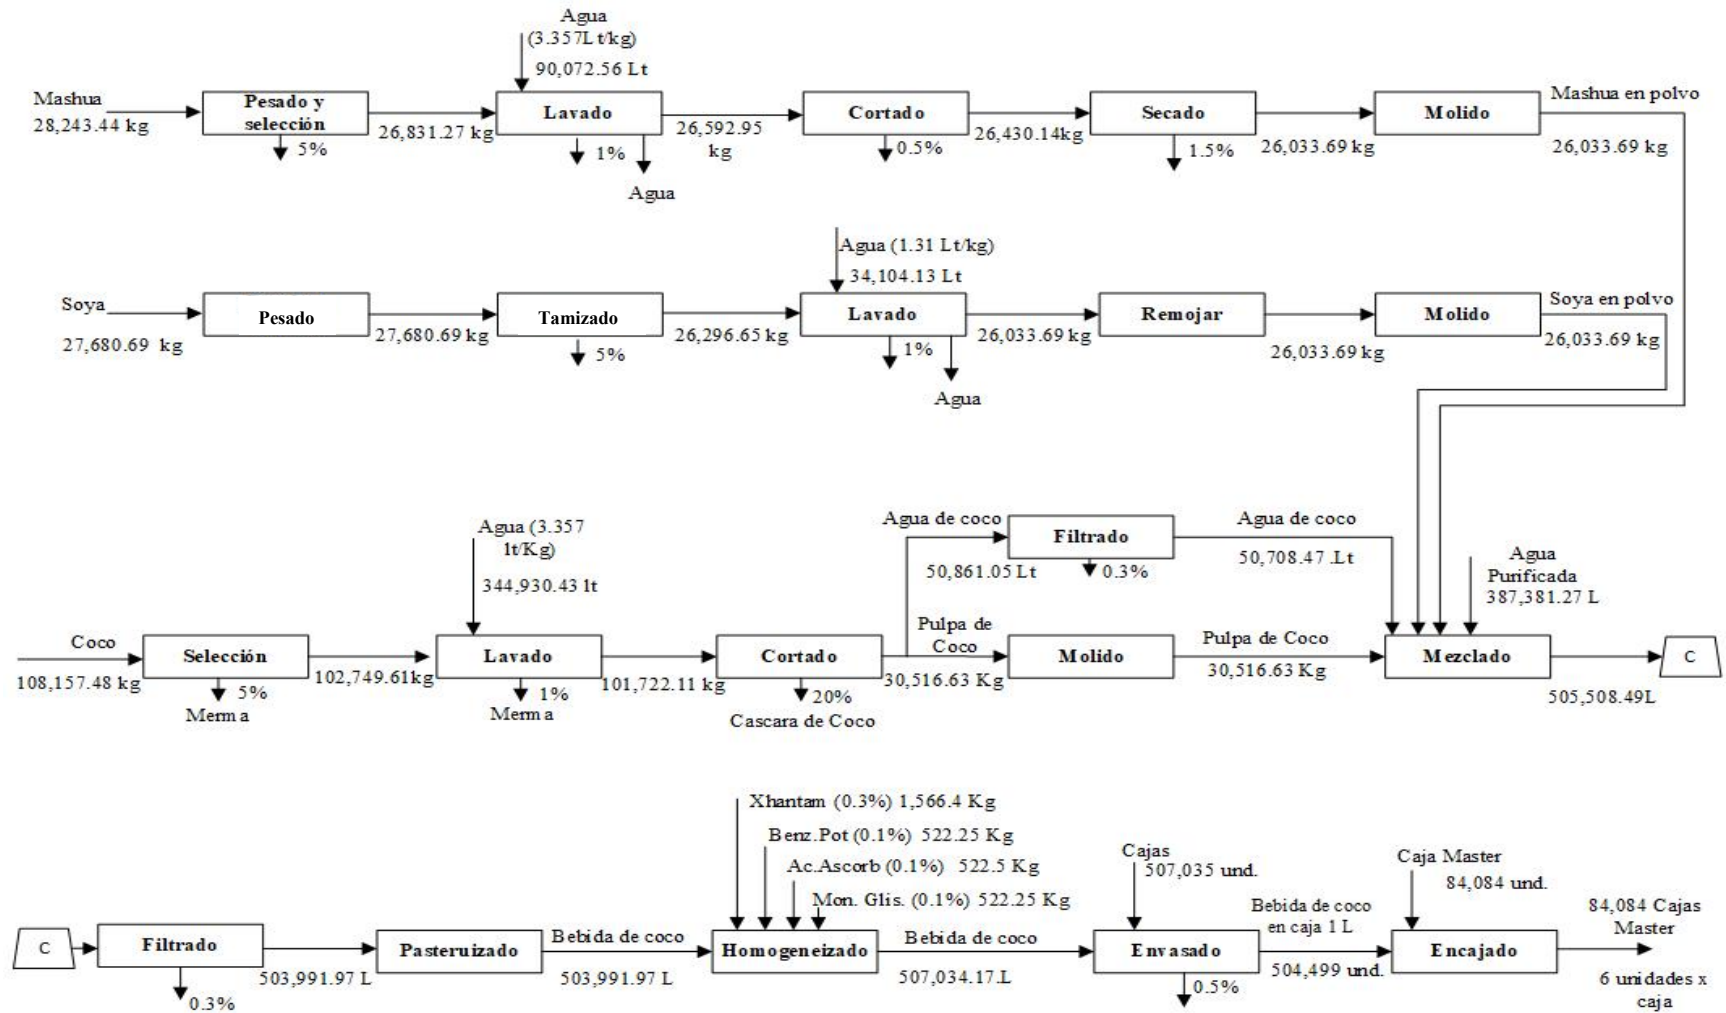 Agua
(3.357Lt/kg)
90,072.56 Lt
Mashua
28,243.44 kg
Pesado y
selección
5%
26,831.27 kg
Lavado
1%
Agua
26,592.95
kg
Cortado
0.5%
26,430.14kg
Secado
1.5%
26,033.69 kg
Molido
Mashua en polvo
26,033.69 kg
Agua (1.31 Lt/kg)
34,104.13 Lt
Soya
27,680.69 kg
Pesado
27,680.69 kg
Tamizado
5%
26,296.65 kg
Lavado
1%
Agua
26,033.69 kg
Remojar
26,033.69 kg
Molido
Soya en polvo
26,033.69 kg
Agua (3.357
lt/Kg)
344,930.43 lt
Coco
108,157.48 kg
Selección
5%
Merma
102,749.61kg
Lavado
1%
Merma
101,722.11 kg
Cortado
20%
Cascara de Coco
Agua de coco
50,861.05 Lt
Filtrado
0.3%
Agua de coco
50,708.47 .Lt
Pulpa de
Coco
30,516.63 Kg
Molido
Pulpa de Coco
30,516.63 Kg
Agua
Purificada
387,381.27 L
Mezclado
505,508.49L
C
C
Filtrado
0.3%
503,991.97 L
Pasteruizado
Bebida de coco
503,991.97 L
Xhantam (0.3%) 1,566.4 Kg
Benz.Pot (0.1%) 522.25 Kg
Ac.Ascorb (0.1%) 522.5 Kg
Mon. Glis. (0.1%) 522.25 Kg
Homogeneizado
Bebida de coco
507,034.17.L
Cajas
507,035 und.
Envasado
0.5%
Bebida de coco
en caja 1 L
504,499 und.
Caja Master
84,084 und.
Encajado
84,084 Cajas
Master
6 unidades x
caja